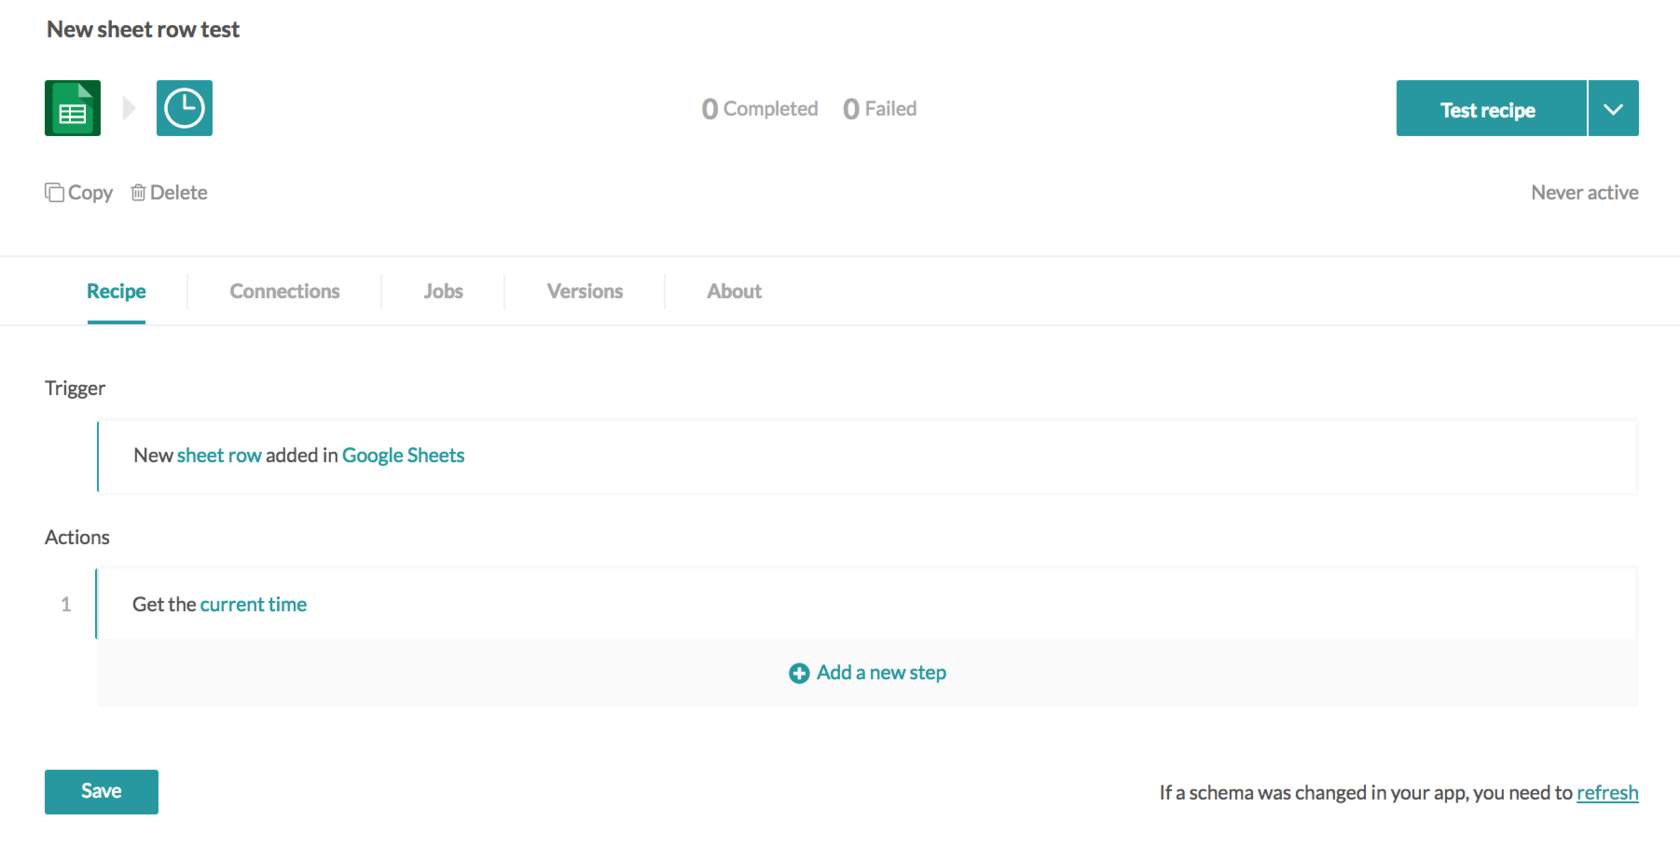 New sheet row test
0 Completed 0 Failed
Test recipe
Copy Delete
Never active
Recipe Connections Jobs Versions About
Trigger
New sheet row added in Google Sheets
Actions
1 Get the current time
Add a new step
Save
If a schema was changed in your app, you need to refresh